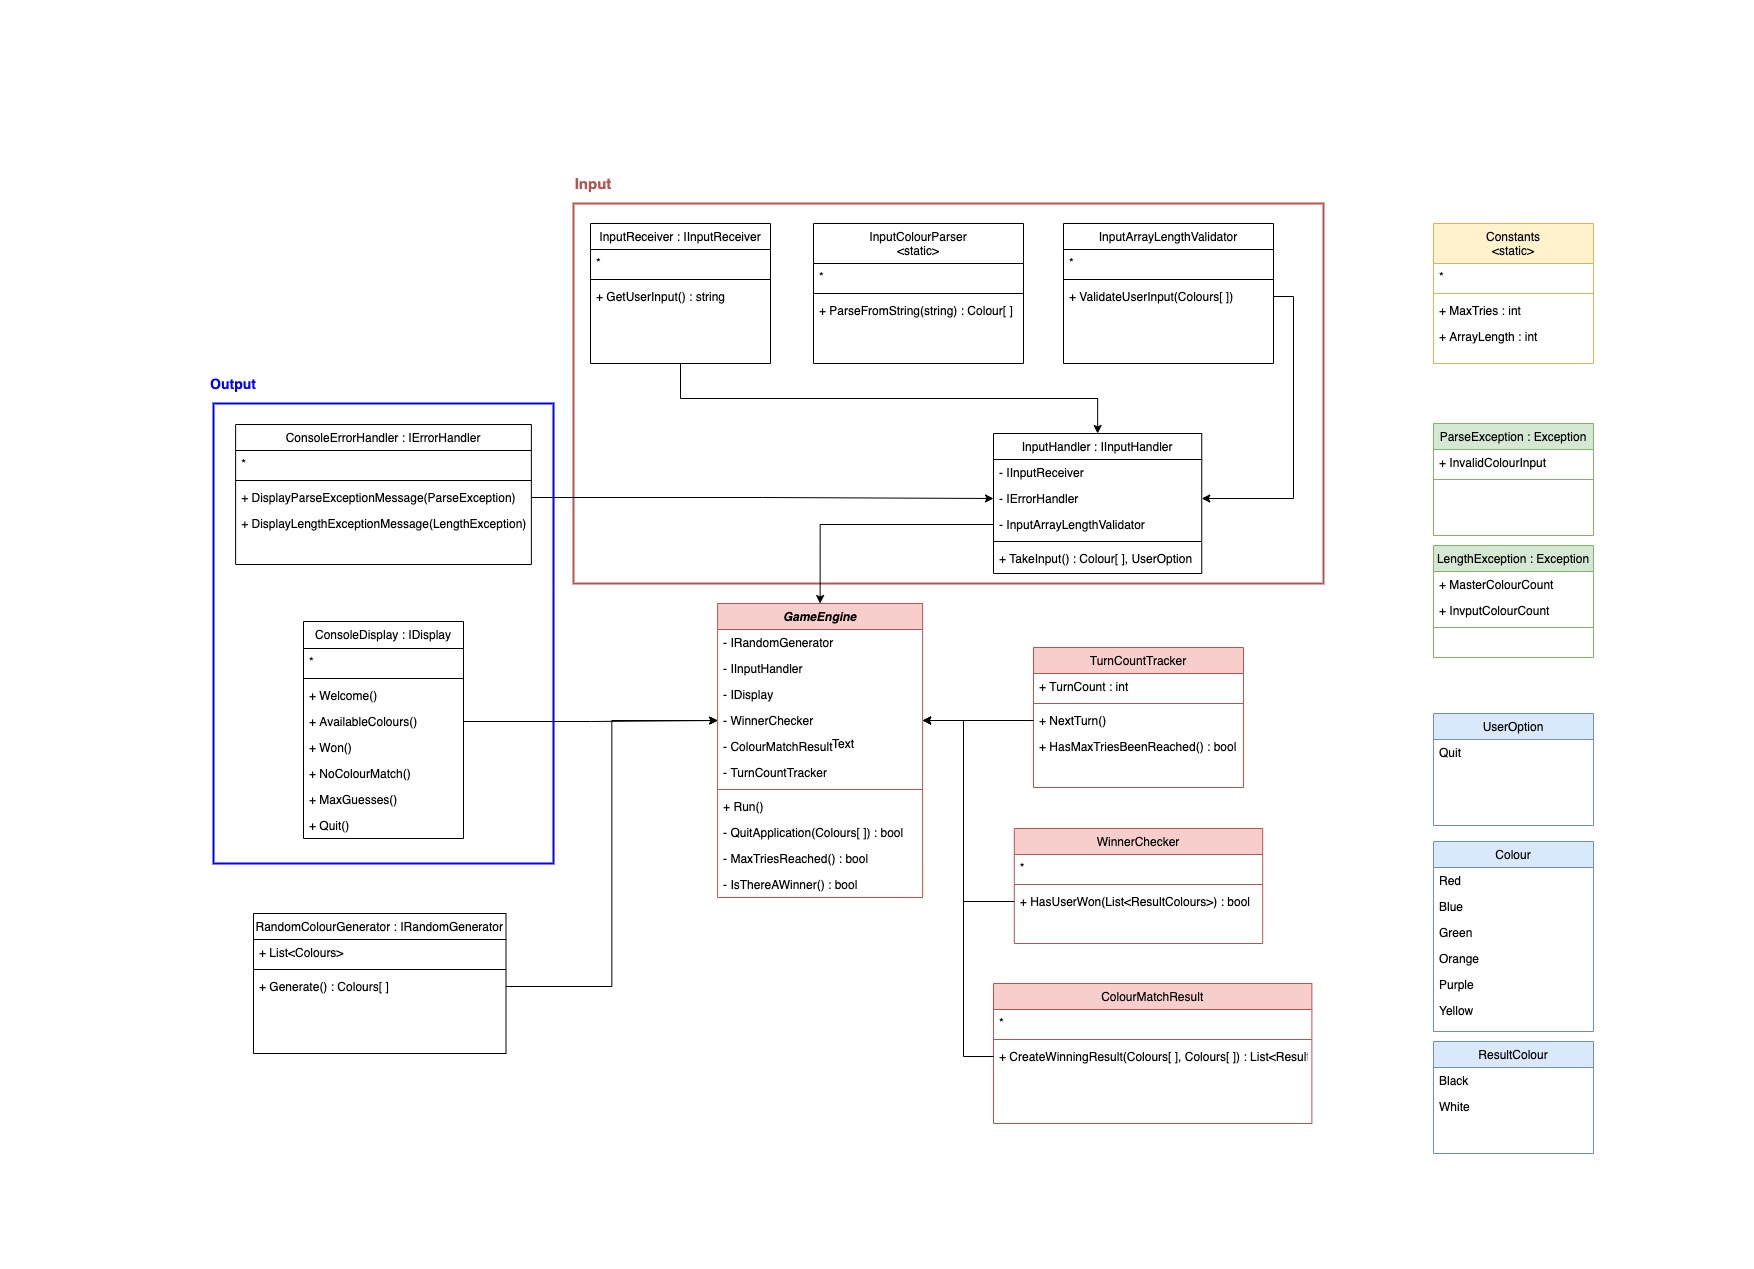 Input
InputReceiver : IInputReceiver
*
+ GetUserInput() : string
InputColourParser
<static>
*
+ ParseFromString(string) : Colour[ ]
InputArrayLengthValidator
*
+ ValidateUserInput(Colours[ ])
InputHandler : IInputHandler
- IInputReceiver
- IErrorHandler
- InputArrayLengthValidator
+ TakeInput() : Colour[ ], UserOption
Output
ConsoleErrorHandler : IErrorHandler
*
+ DisplayParseExceptionMessage(ParseException)
+ DisplayLengthExceptionMessage(LengthException)
ConsoleDisplay : IDisplay
*
+ Welcome()
+ AvailableColours()
+ Won()
+ NoColourMatch()
+ MaxGuesses()
+ Quit()
RandomColourGenerator : IRandomGenerator
+ List<Colours>
+ Generate() : Colours[ ]
GameEngine
- IRandomGenerator
- IInputHandler
- IDisplay
- WinnerChecker
- ColourMatchResult
Text
- TurnCountTracker
+ Run()
- QuitApplication(Colours[ ]) : bool
- MaxTriesReached() : bool
- IsThereAWinner() : bool
TurnCountTracker
+ TurnCount : int
+ NextTurn()
+ HasMaxTriesBeenReached() : bool
WinnerChecker
*
+ HasUserWon(List<ResultColours>) : bool
ColourMatchResult
*
+ CreateWinningResult(Colours[ ], Colours[ ]) : List<Resul
Constants
<static>
*
+ MaxTries : int
+ ArrayLength : int
ParseException : Exception
+ InvalidColourInput
LengthException : Exception
+ MasterColourCount
+ InvputColourCount
UserOption
Quit
Colour
Red
Blue
Green
Orange
Purple
Yellow
ResultColour
Black
White